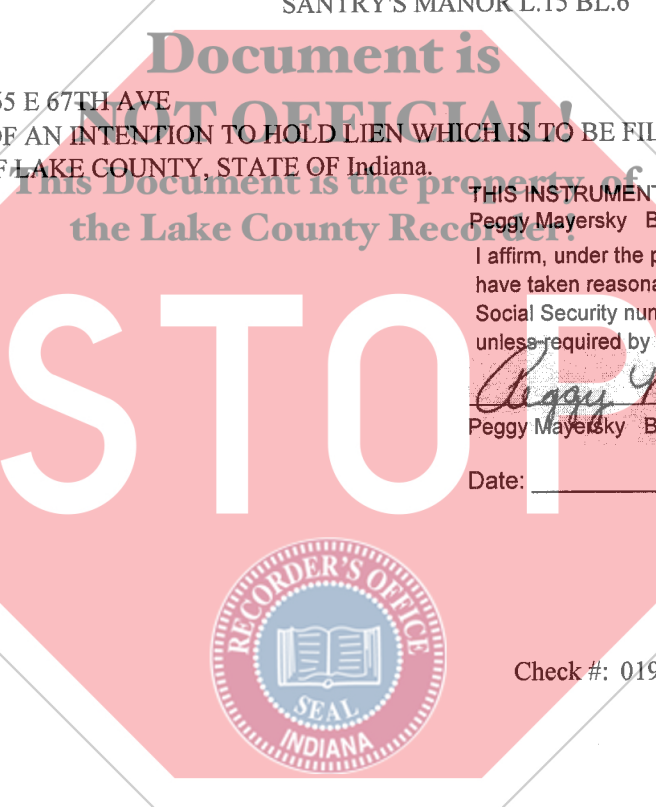 SANTRY'S MANOR L.15 BL.6
Document is
55 E 67TH AVE
NOT OFFICIAL!
OF AN INTENTION TO HOLD LIEN WHICH IS TO BE FIL
F LAKE COUNTY, STATE OF Indiana.
This Document is the property of
THIS INSTRUMENT
the Lake County Recorder!
Peggy Mayersky B
I affirm, under the p
have taken reasona
Social Security num
unless required by
STOP
Peggy
Peggy Mayersky B
Date:
RECORDER'S OFFICE
SEAL
INDIANA
Check #: 019